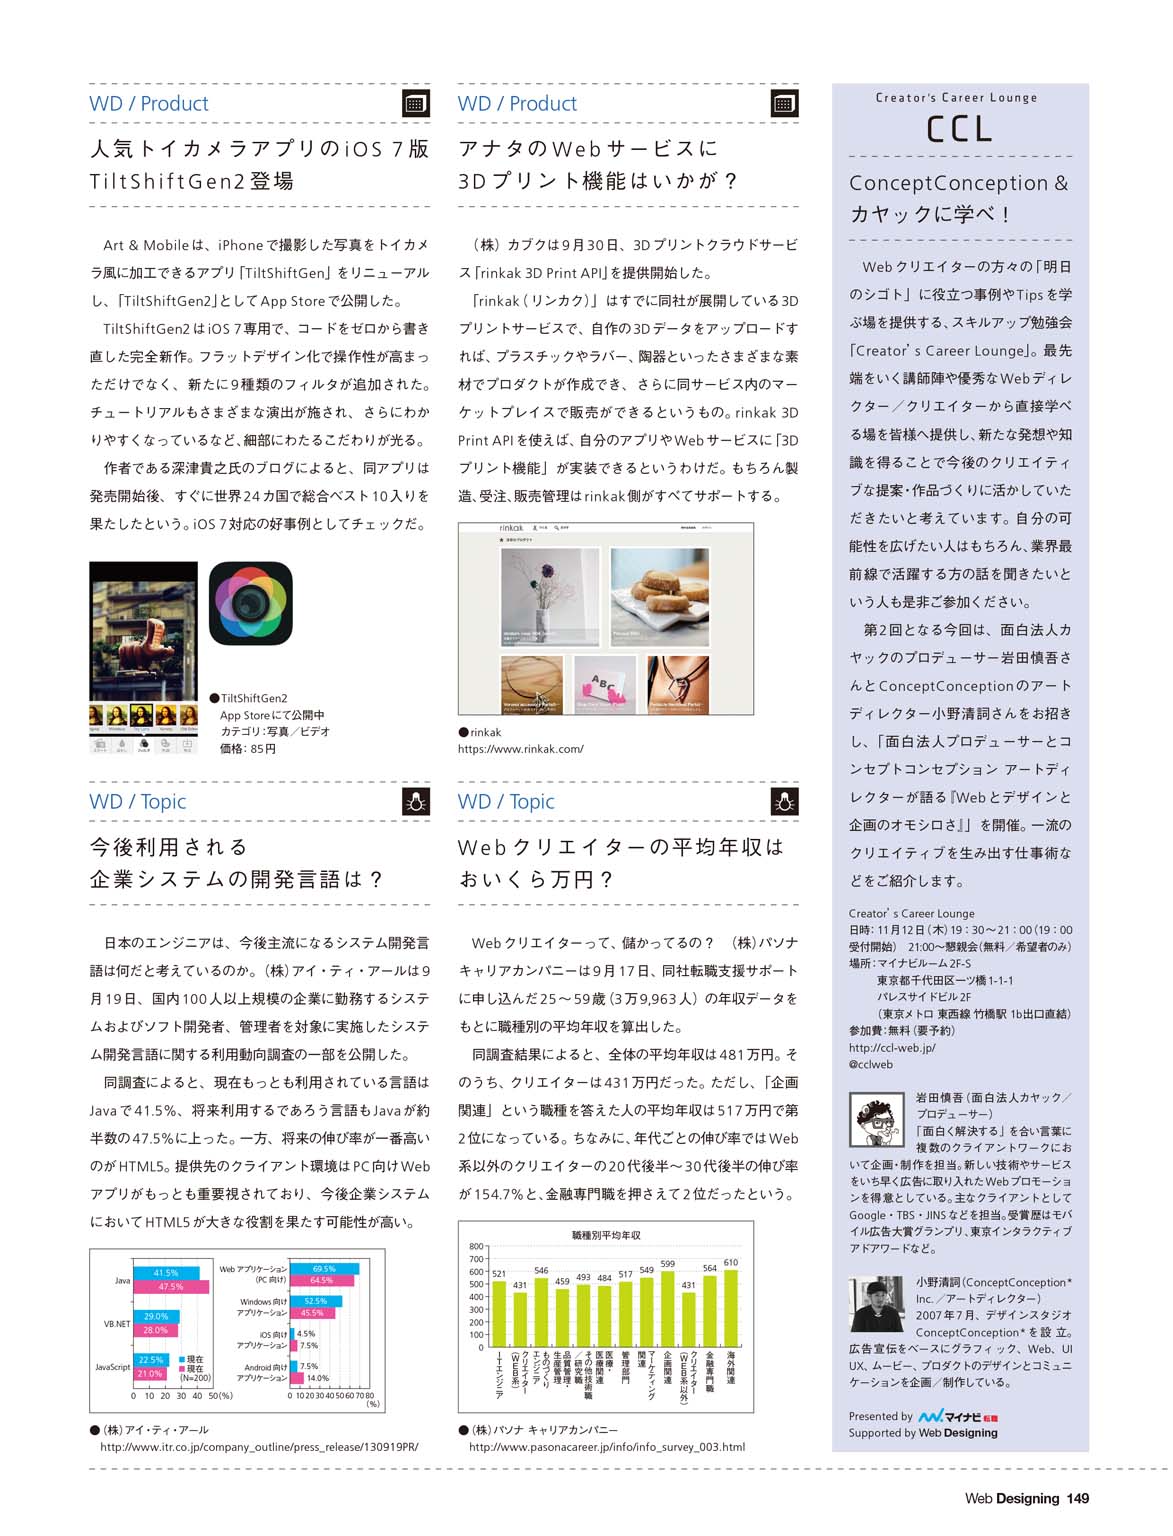 WD / Product
人気トイカメラアプリのiOS 7版
TiltShiftGen2登場
Art & Mobileは、iPhoneで撮影した写真をトイカメ
ラ風に加工できるアプリ「TiltShiftGen」をリニューアル
し、「TiltShiftGen2」としてApp Storeで公開した。
TiltShiftGen2はiOS 7専用で、コードをゼロから書き
直した完全新作。フラットデザイン化で操作性が高まっ
ただけでなく、新たに9種類のフィルタが追加された。
チュートリアルもさまざまな演出が施され、さらにわか
りやすくなっているなど、細部にわたるこだわりが光る。
作者である深津貴之氏のブログによると、同アプリは
発売開始後、すぐに世界24カ国で総合ベスト10入りを
果たしたという。iOS 7対応の好事例としてチェックだ。
●TiltShiftGen2
App Storeにて公開中
カテゴリ：写真／ビデオ
価格：85円
WD / Product
アナタのWebサービスに
3Dプリント機能はいかが？
（株）カブクは9月30日、3Dプリントクラウドサービ
ス「rinkak 3D Print API」を提供開始した。
「rinkak（リンカク）」はすでに同社が展開している3D
プリントサービスで、自作の3Dデータをアップロードす
れば、プラスチックやラバー、陶器といったさまざまな素
材でプロダクトが作成でき、さらに同サービス内のマー
ケットプレイスで販売ができるというもの。rinkak 3D
Print APIを使えば、自分のアプリやWebサービスに「3D
プリント機能」が実装できるというわけだ。もちろん製
造、受注、販売管理はrinkak側がすべてサポートする。
rinkak
●rinkak
https://www.rinkak.com/
WD / Topic
今後利用される
企業システムの開発言語は？
日本のエンジニアは、今後主流になるシステム開発言
語は何だと考えているのか。（株）アイ・ティ・アールは9
月19日、国内100人以上規模の企業に勤務するシステ
ムおよびソフト開発者、管理者を対象に実施したシステ
ム開発言語に関する利用動向調査の一部を公開した。
同調査によると、現在もっとも利用されている言語は
Javaで41.5%、将来利用するであろう言語もJavaが約
半数の47.5%に上った。一方、将来の伸び率が一番高い
のがHTML5。提供先のクライアント環境はPC向けWeb
アプリがもっとも重要視されており、今後企業システム
においてHTML5が大きな役割を果たす可能性が高い。
Java
41.5%
47.5%
VB.NET
29.0%
28.0%
JavaScript
22.5%
21.0%
■現在
■現在
(N=200)
0 10 20 30 40 50(%)
Web アプリケーション
（PC 向け）
69.5%
64.5%
Windows 向け
アプリケーション
52.5%
45.5%
iOS 向け
アプリケーション
4.5%
7.5%
Android 向け
アプリケーション
7.5%
14.0%
0 10 20 30 40 50 60 70 80
(%)
●（株）アイ・ティ・アール
http://www.itr.co.jp/company_outline/press_release/130919PR/
WD / Topic
Webクリエイターの平均年収は
おいくら万円？
Webクリエイターって、儲かってるの？　（株）パソナ
キャリアカンパニーは9月17日、同社転職支援サポート
に申し込んだ25〜59歳（3万9,963人）の年収データを
もとに職種別の平均年収を算出した。
同調査結果によると、全体の平均年収は481万円。そ
のうち、クリエイターは431万円だった。ただし、「企画
関連」という職種を答えた人の平均年収は517万円で第
2位になっている。ちなみに、年代ごとの伸び率ではWeb
系以外のクリエイターの20代後半〜30代後半の伸び率
が154.7%と、金融専門職を押さえて2位だったという。
職種別平均年収
800
700
600
500
400
300
200
100
0
521 431 546 459 493 484 517 549 599 431 564 610
ITエンジニア
クリエイター
（WEB系）
ものづくり
エンジニア
品質管理・
生産管理
その他技術職
／研究職
医療・
医療関連
管理部門
マーケティング
関連
企画関連
クリエイター
（WEB系以外）
金融専門職
海外関連
●（株）パソナ キャリアカンパニー
http://www.pasonacareer.jp/info/info_survey_003.html
Creator's Career Lounge
CCL
ConceptConception &
カヤックに学べ！
Webクリエイターの方々の「明日
のシゴト」に役立つ事例やTipsを学
ぶ場を提供する、スキルアップ勉強会
「Creator's Career Lounge」。最先
端をいく講師陣や優秀なWebディレ
クター／クリエイターから直接学べ
る場を皆様へ提供し、新たな発想や知
識を得ることで今後のクリエイティ
ブな提案・作品づくりに活かしていた
だきたいと考えています。自分の可
能性を広げたい人はもちろん、業界最
前線で活躍する方の話を聞きたいと
いう人も是非ご参加ください。
第2回となる今回は、面白法人カ
ヤックのプロデューサー岩田慎吾さ
んとConceptConceptionのアート
ディレクター小野清詞さんをお招き
し、「面白法人プロデューサーとコ
ンセプトコンセプション アートディ
レクターが語る『Webとデザインと
企画のオモシロさ』」を開催。一流の
クリエイティブを生み出す仕事術な
どをご紹介します。
Creator's Career Lounge
日時：11月12日（木）19：30〜21：00（19：00
受付開始）　21:00〜懇親会（無料／希望者のみ）
場所：マイナビルーム2F-S
東京都千代田区一ツ橋1-1-1
パレスサイドビル2F
（東京メトロ 東西線 竹橋駅 1b出口直結）
参加費：無料（要予約）
http://ccl-web.jp/
@cclweb
岩田慎吾（面白法人カヤック／
プロデューサー）
「面白く解決する」を合い言葉に
複数のクライアントワークにお
いて企画・制作を担当。新しい技術やサービス
をいち早く広告に取り入れたWebプロモーショ
ンを得意としている。主なクライアントとして
Google・TBS・JINSなどを担当。受賞歴はモバ
イル広告大賞グランプリ、東京インタラクティブ
アドアワードなど。
小野清詞（ConceptConception*
Inc.／アートディレクター）
2007年7月、デザインスタジオ
ConceptConception*を設立。
広告宣伝をベースにグラフィック、Web、UI
UX、ムービー、プロダクトのデザインとコミュニ
ケーションを企画／制作している。
Presented by マイナビ転職
Supported by Web Designing
Web Designing 149